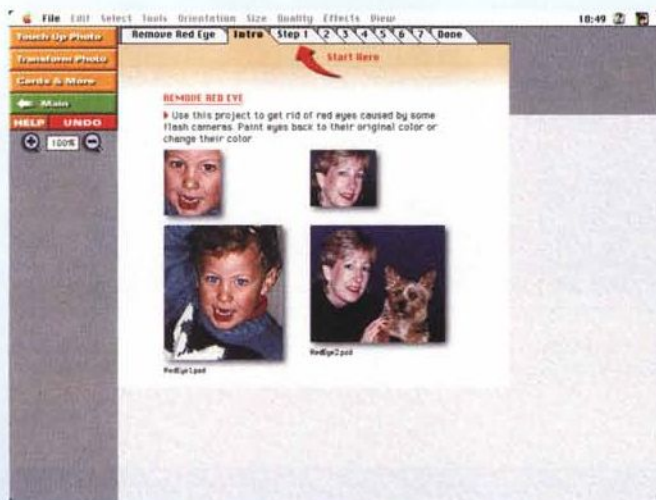 File Edit Select Tools Orientation Size Quality Effects View 10:49
Touch Up Photo
Transform Photo
Cards & More
Main
HELP UNDO
100%
Remove Red Eye Intro Step 1 2 3 4 5 6 7 Done
Start Here
REMOVE RED EYE
Use this project to get rid of red eyes caused by some
flash cameras. Paint eyes back to their original color or
change their color
RedEye1.psd
RedEye2.psd